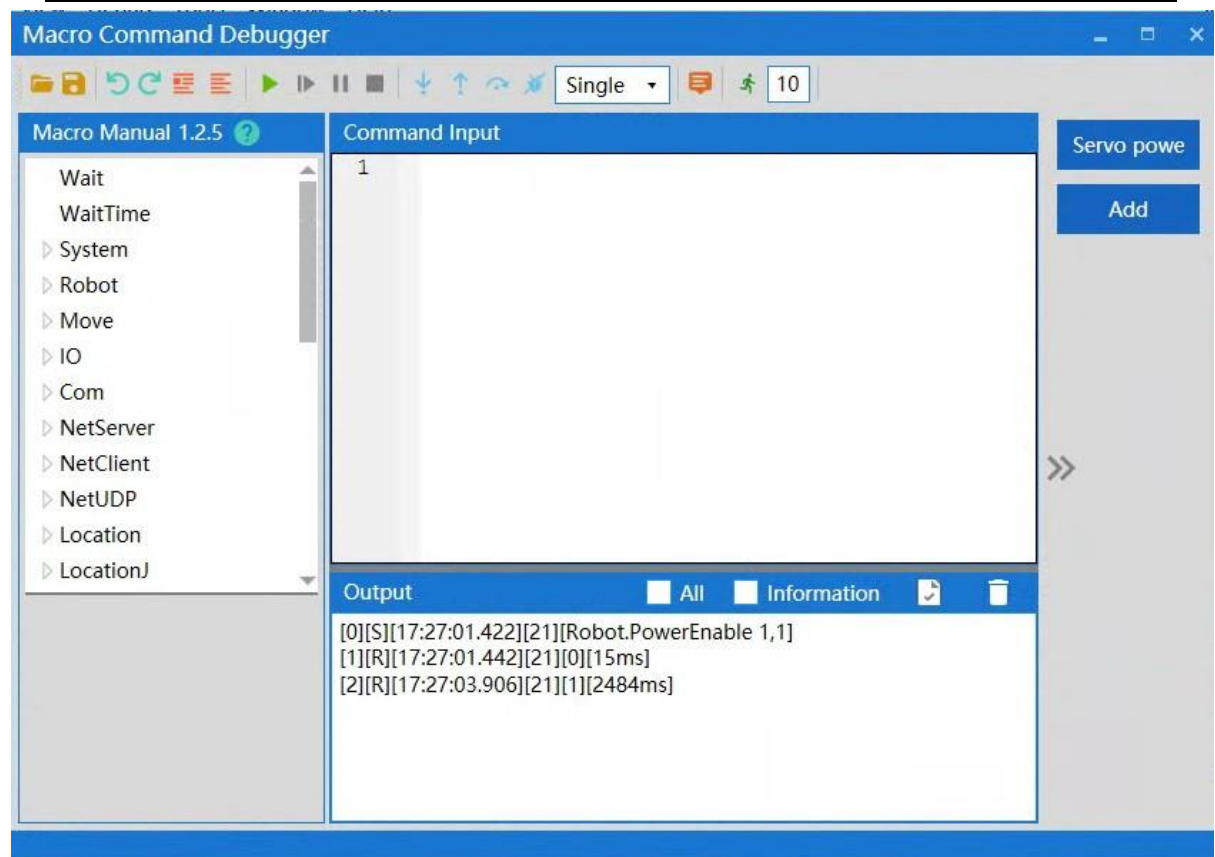 Macro Command Debugger
Single
10
Macro Manual 1.2.5 ?
Command Input
Servo powe
Add
1
Wait
WaitTime
System
Robot
Move
IO
Com
NetServer
NetClient
NetUDP
Location
LocationJ
Output
All
Information
[0][S][17:27:01.422][21][Robot.PowerEnable 1,1]
[1][R][17:27:01.442][21][0][15ms]
[2][R][17:27:03.906][21][1][2484ms]